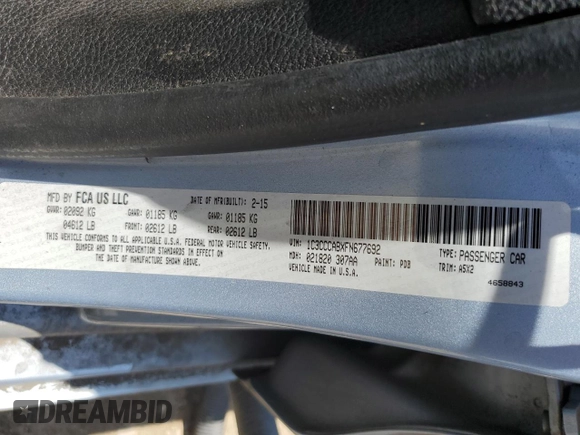 MFD BY FCA US LLC DATE OF MFR(BUILT): 2-15
GVWR: 02092 KG GAWR: 01185 KG GAWR: 01185 KG
04612 LB FRONT: 02612 LB REAR: 02612 LB
THIS VEHICLE CONFORMS TO ALL APPLICABLE U.S.A. FEDERAL MOTOR VEHICLE SAFETY,
BUMPER AND THEFT PREVENTION STANDARDS IN EFFECT ON THE DATE OF MANUFACTURE SHOWN ABOVE.
VIN: 1C3CCCABXFN677692 TYPE: PASSENGER CAR
MDH: 021820 307AA PAINT: PDB TRIM: A5X2
VEHICLE MADE IN U.S.A. 4658843
DREAMBID